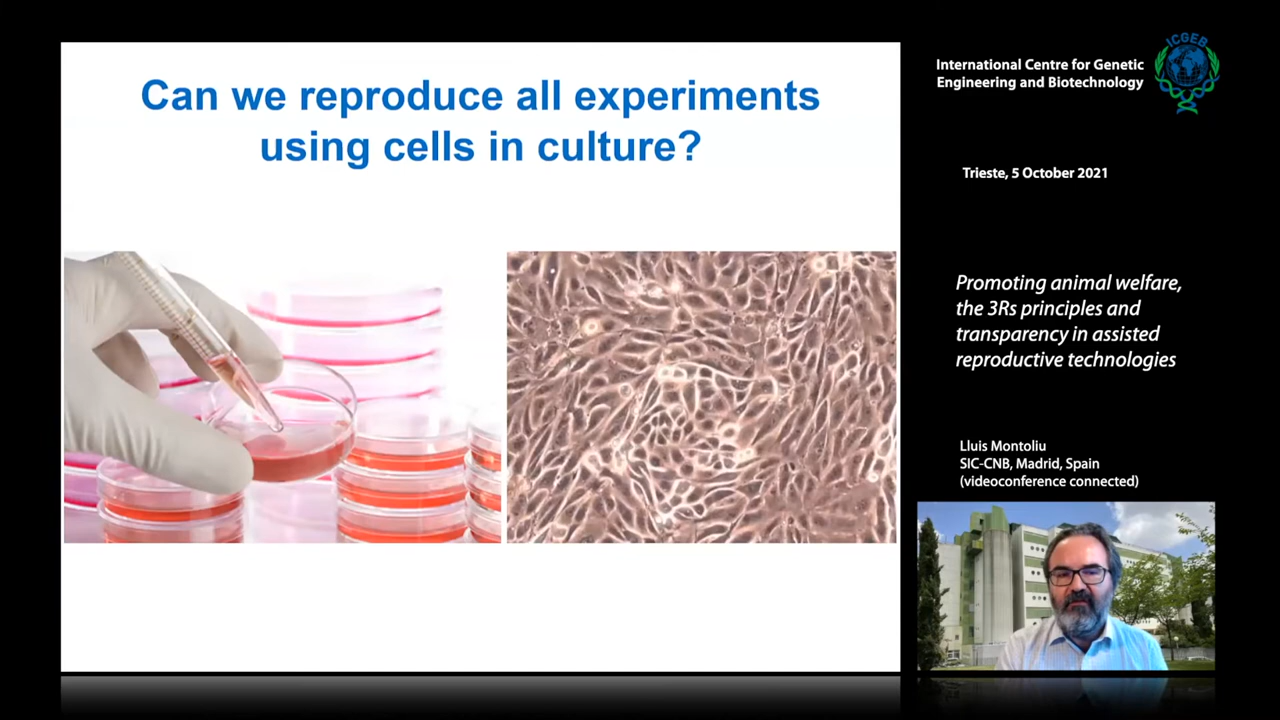 Can we reproduce all experiments
using cells in culture?
International Centre for Genetic
Engineering and Biotechnology
ICGEB
Trieste, 5 October 2021
Promoting animal welfare,
the 3Rs principles and
transparency in assisted
reproductive technologies
Lluis Montoliu
SIC-CNB, Madrid, Spain
(videoconference connected)